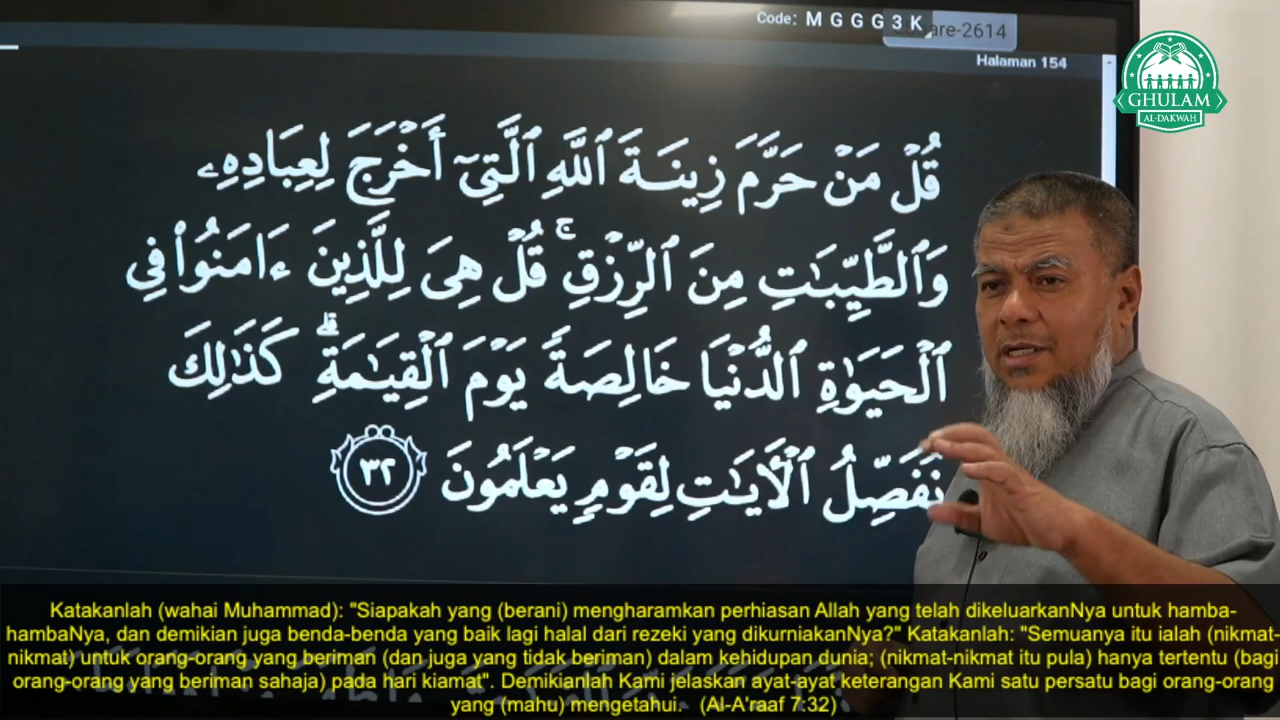 Code: MGGG3K
are-2614
Halaman 154
GHULAM
AL-DAKWAH
قُلْ مَنْ حَرَّمَ زِينَةَ ٱللَّهِ ٱلَّتِىٓ أَخْرَجَ لِعِبَادِهِۦ
وَٱلطَّيِّبَـٰتِ مِنَ ٱلرِّزْقِ ۚ قُلْ هِىَ لِلَّذِينَ ءَامَنُوا۟ فِى
ٱلْحَيَوٰةِ ٱلدُّنْيَا خَالِصَةً يَوْمَ ٱلْقِيَـٰمَةِ ۗ كَذَٰلِكَ
نُفَصِّلُ ٱلْـَٔايَـٰتِ لِقَوْمٍ يَعْلَمُونَ ٣٢
Katakanlah (wahai Muhammad): "Siapakah yang (berani) mengharamkan perhiasan Allah yang telah dikeluarkanNya untuk hamba-
hambaNya, dan demikian juga benda-benda yang baik lagi halal dari rezeki yang dikurniakanNya?" Katakanlah: "Semuanya itu ialah (nikmat-
nikmat) untuk orang-orang yang beriman (dan juga yang tidak beriman) dalam kehidupan dunia; (nikmat-nikmat itu pula) hanya tertentu (bagi
orang-orang yang beriman sahaja) pada hari kiamat". Demikianlah Kami jelaskan ayat-ayat keterangan Kami satu persatu bagi orang-orang
yang (mahu) mengetahui. (Al-A'raaf 7:32)